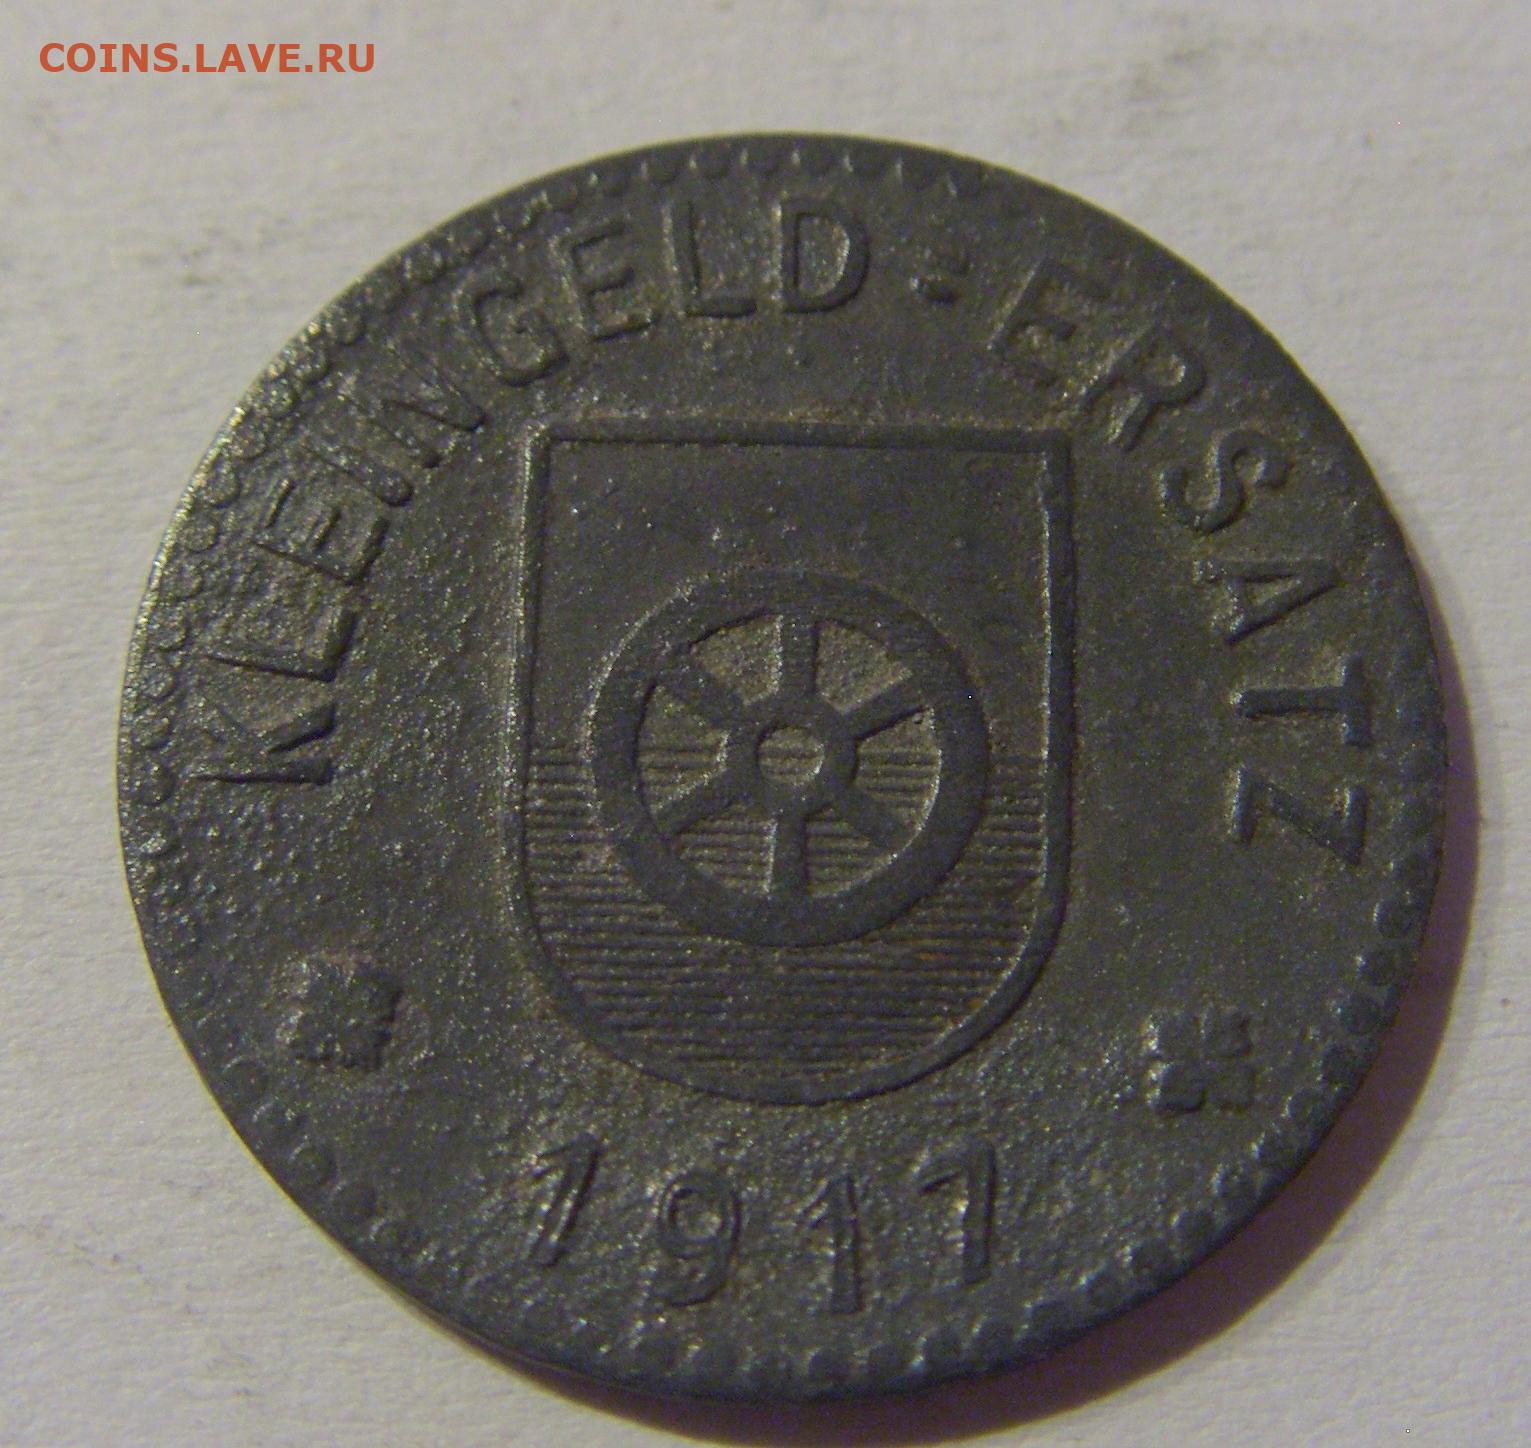 COINS.LAVE.RU
KLEINGELD-ERSATZ
1917